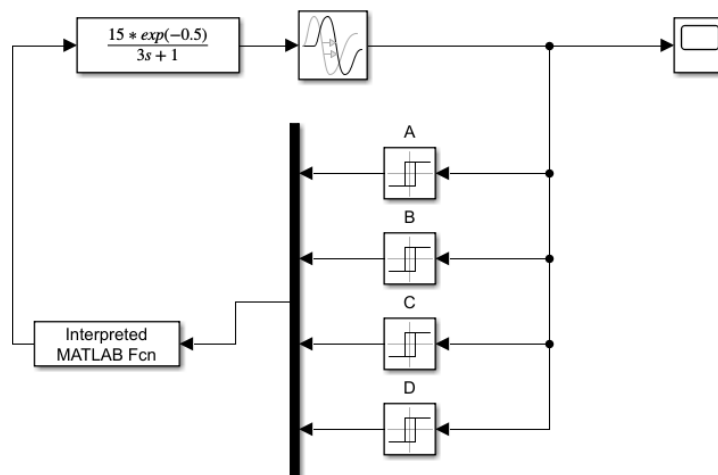 15 * exp(−0.5)
3s + 1
A
B
C
D
Interpreted
MATLAB Fcn